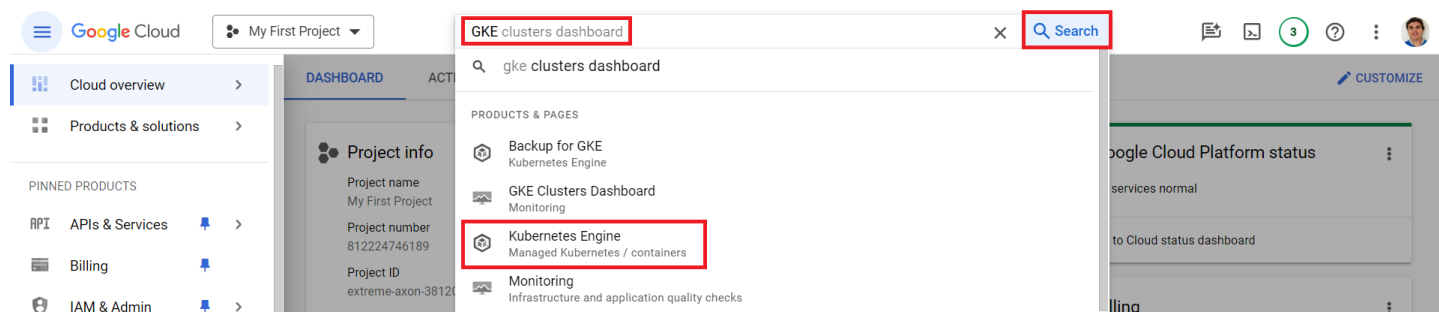 Google Cloud
My First Project
GKE clusters dashboard
Search
3
Cloud overview
Products & solutions
PINNED PRODUCTS
API APIs & Services
Billing
IAM & Admin
DASHBOARD
ACTI
CUSTOMIZE
gke clusters dashboard
PRODUCTS & PAGES
Backup for GKE
Kubernetes Engine
GKE Clusters Dashboard
Monitoring
Kubernetes Engine
Managed Kubernetes / containers
Monitoring
Infrastructure and application quality checks
Project info
Project name
My First Project
Project number
812224746189
Project ID
extreme-axon-38120
oogle Cloud Platform status
services normal
to Cloud status dashboard
lling